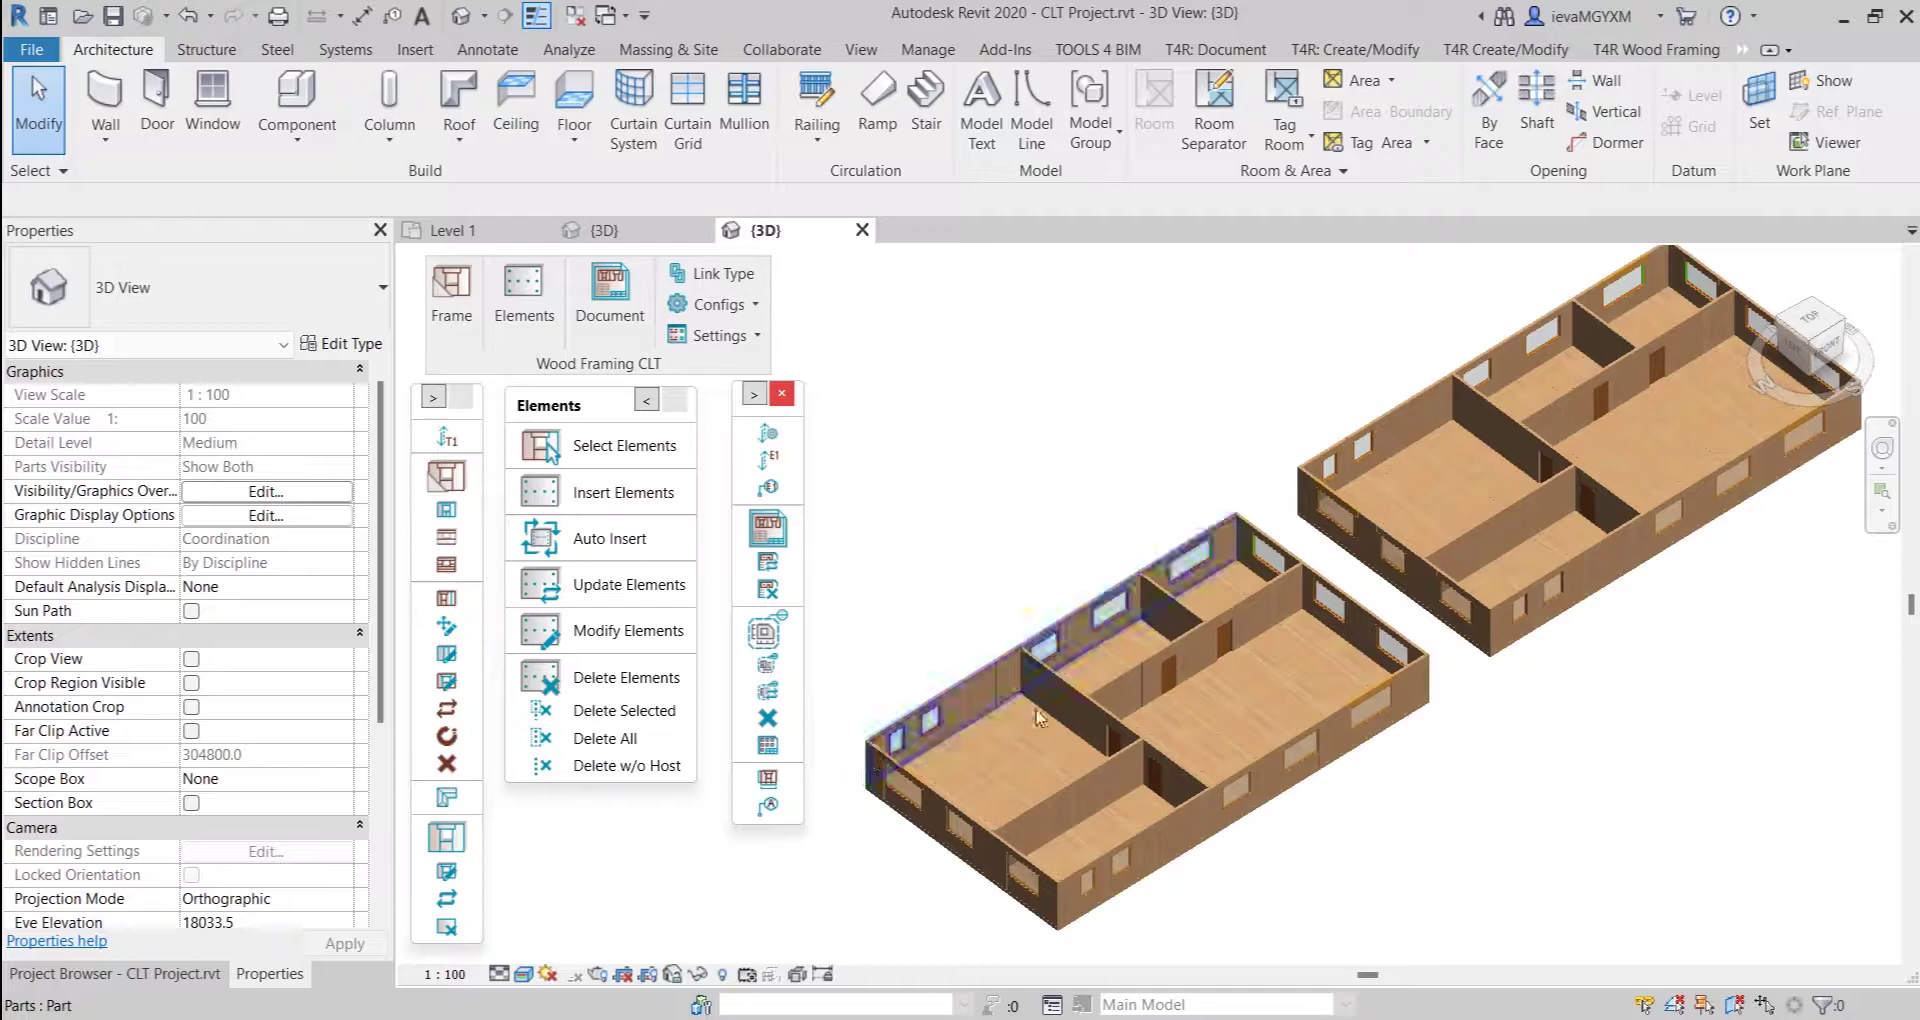 Autodesk Revit 2020 - CLT Project.rvt - 3D View: {3D}
ievaMGYXM
File Architecture Structure Steel Systems Insert Annotate Analyze Massing & Site Collaborate View Manage Add-Ins TOOLS 4 BIM T4R: Document T4R: Create/Modify T4R Create/Modify T4R Wood Framing
Modify
Wall
Door
Window
Component
Column
Roof
Ceiling
Floor
Curtain System
Curtain Grid
Mullion
Railing
Ramp
Stair
Model Text
Model Line
Model Group
Room
Room Separator
Tag Room
Area
Area Boundary
Tag Area
By Face
Shaft
Wall
Vertical
Dormer
Level
Grid
Set
Show
Ref Plane
Viewer
Select
Build
Circulation
Model
Room & Area
Opening
Datum
Work Plane
Properties
3D View
3D View: {3D}
Edit Type
Graphics
View Scale 1 : 100
Scale Value 1: 100
Detail Level Medium
Parts Visibility Show Both
Visibility/Graphics Over... Edit...
Graphic Display Options Edit...
Discipline Coordination
Show Hidden Lines By Discipline
Default Analysis Displa... None
Sun Path
Extents
Crop View
Crop Region Visible
Annotation Crop
Far Clip Active
Far Clip Offset 304800.0
Scope Box None
Section Box
Camera
Rendering Settings Edit...
Locked Orientation
Projection Mode Orthographic
Eye Elevation 18033.5
Properties help
Apply
Project Browser - CLT Project.rvt
Properties
Parts : Part
Level 1
{3D}
{3D}
Frame
Elements
Document
Link Type
Configs
Settings
Wood Framing CLT
T1
Elements
Select Elements
Insert Elements
Auto Insert
Update Elements
Modify Elements
Delete Elements
Delete Selected
Delete All
Delete w/o Host
E1
TOP
FRONT
W
S
1 : 100
:0
Main Model
:0